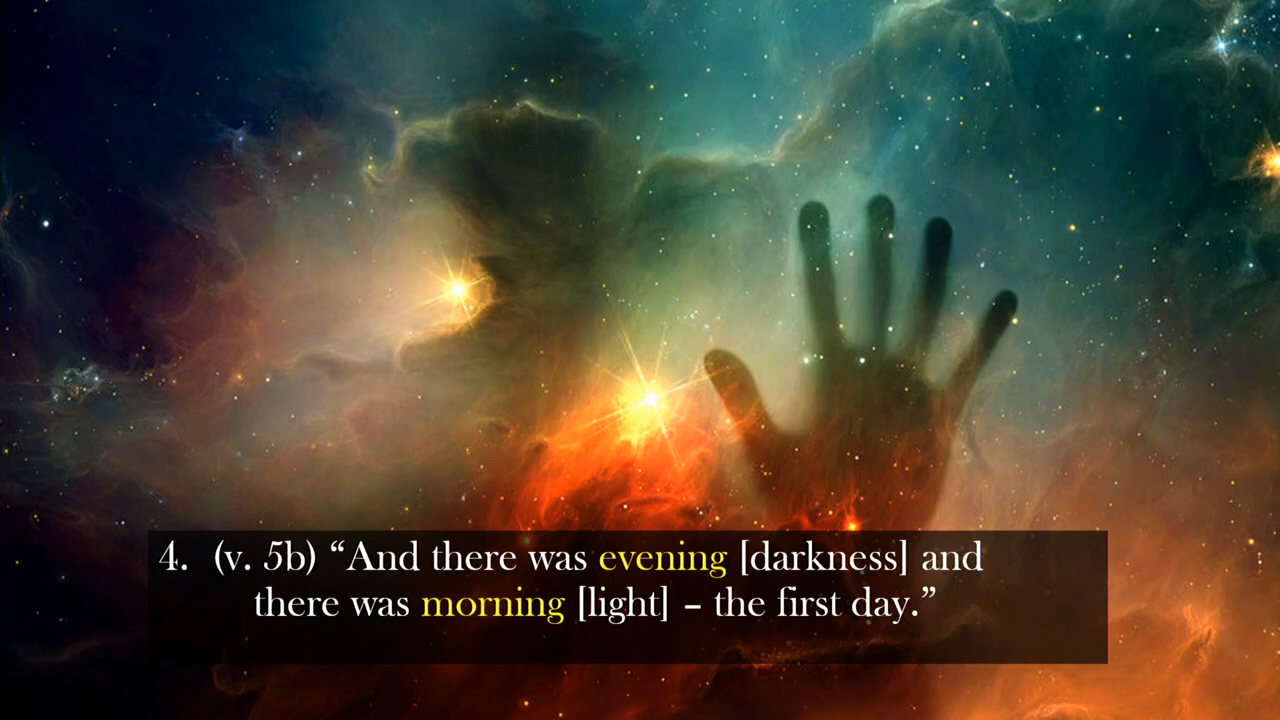 4. (v. 5b) “And there was evening [darkness] and
there was morning [light] – the first day.”